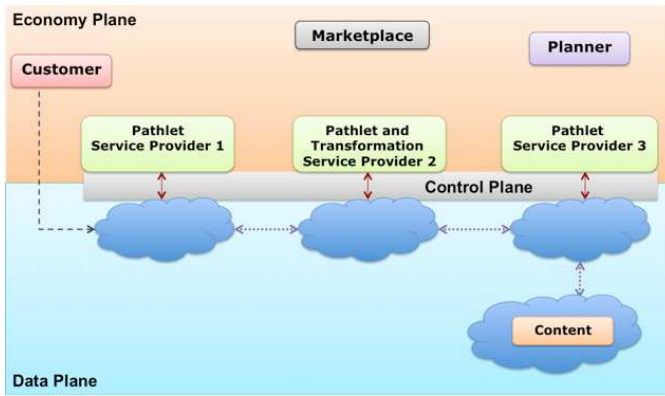 Economy Plane
Marketplace
Planner
Customer
Pathlet
Service Provider 1
Pathlet and
Transformation
Service Provider 2
Pathlet
Service Provider 3
Control Plane
Content
Data Plane